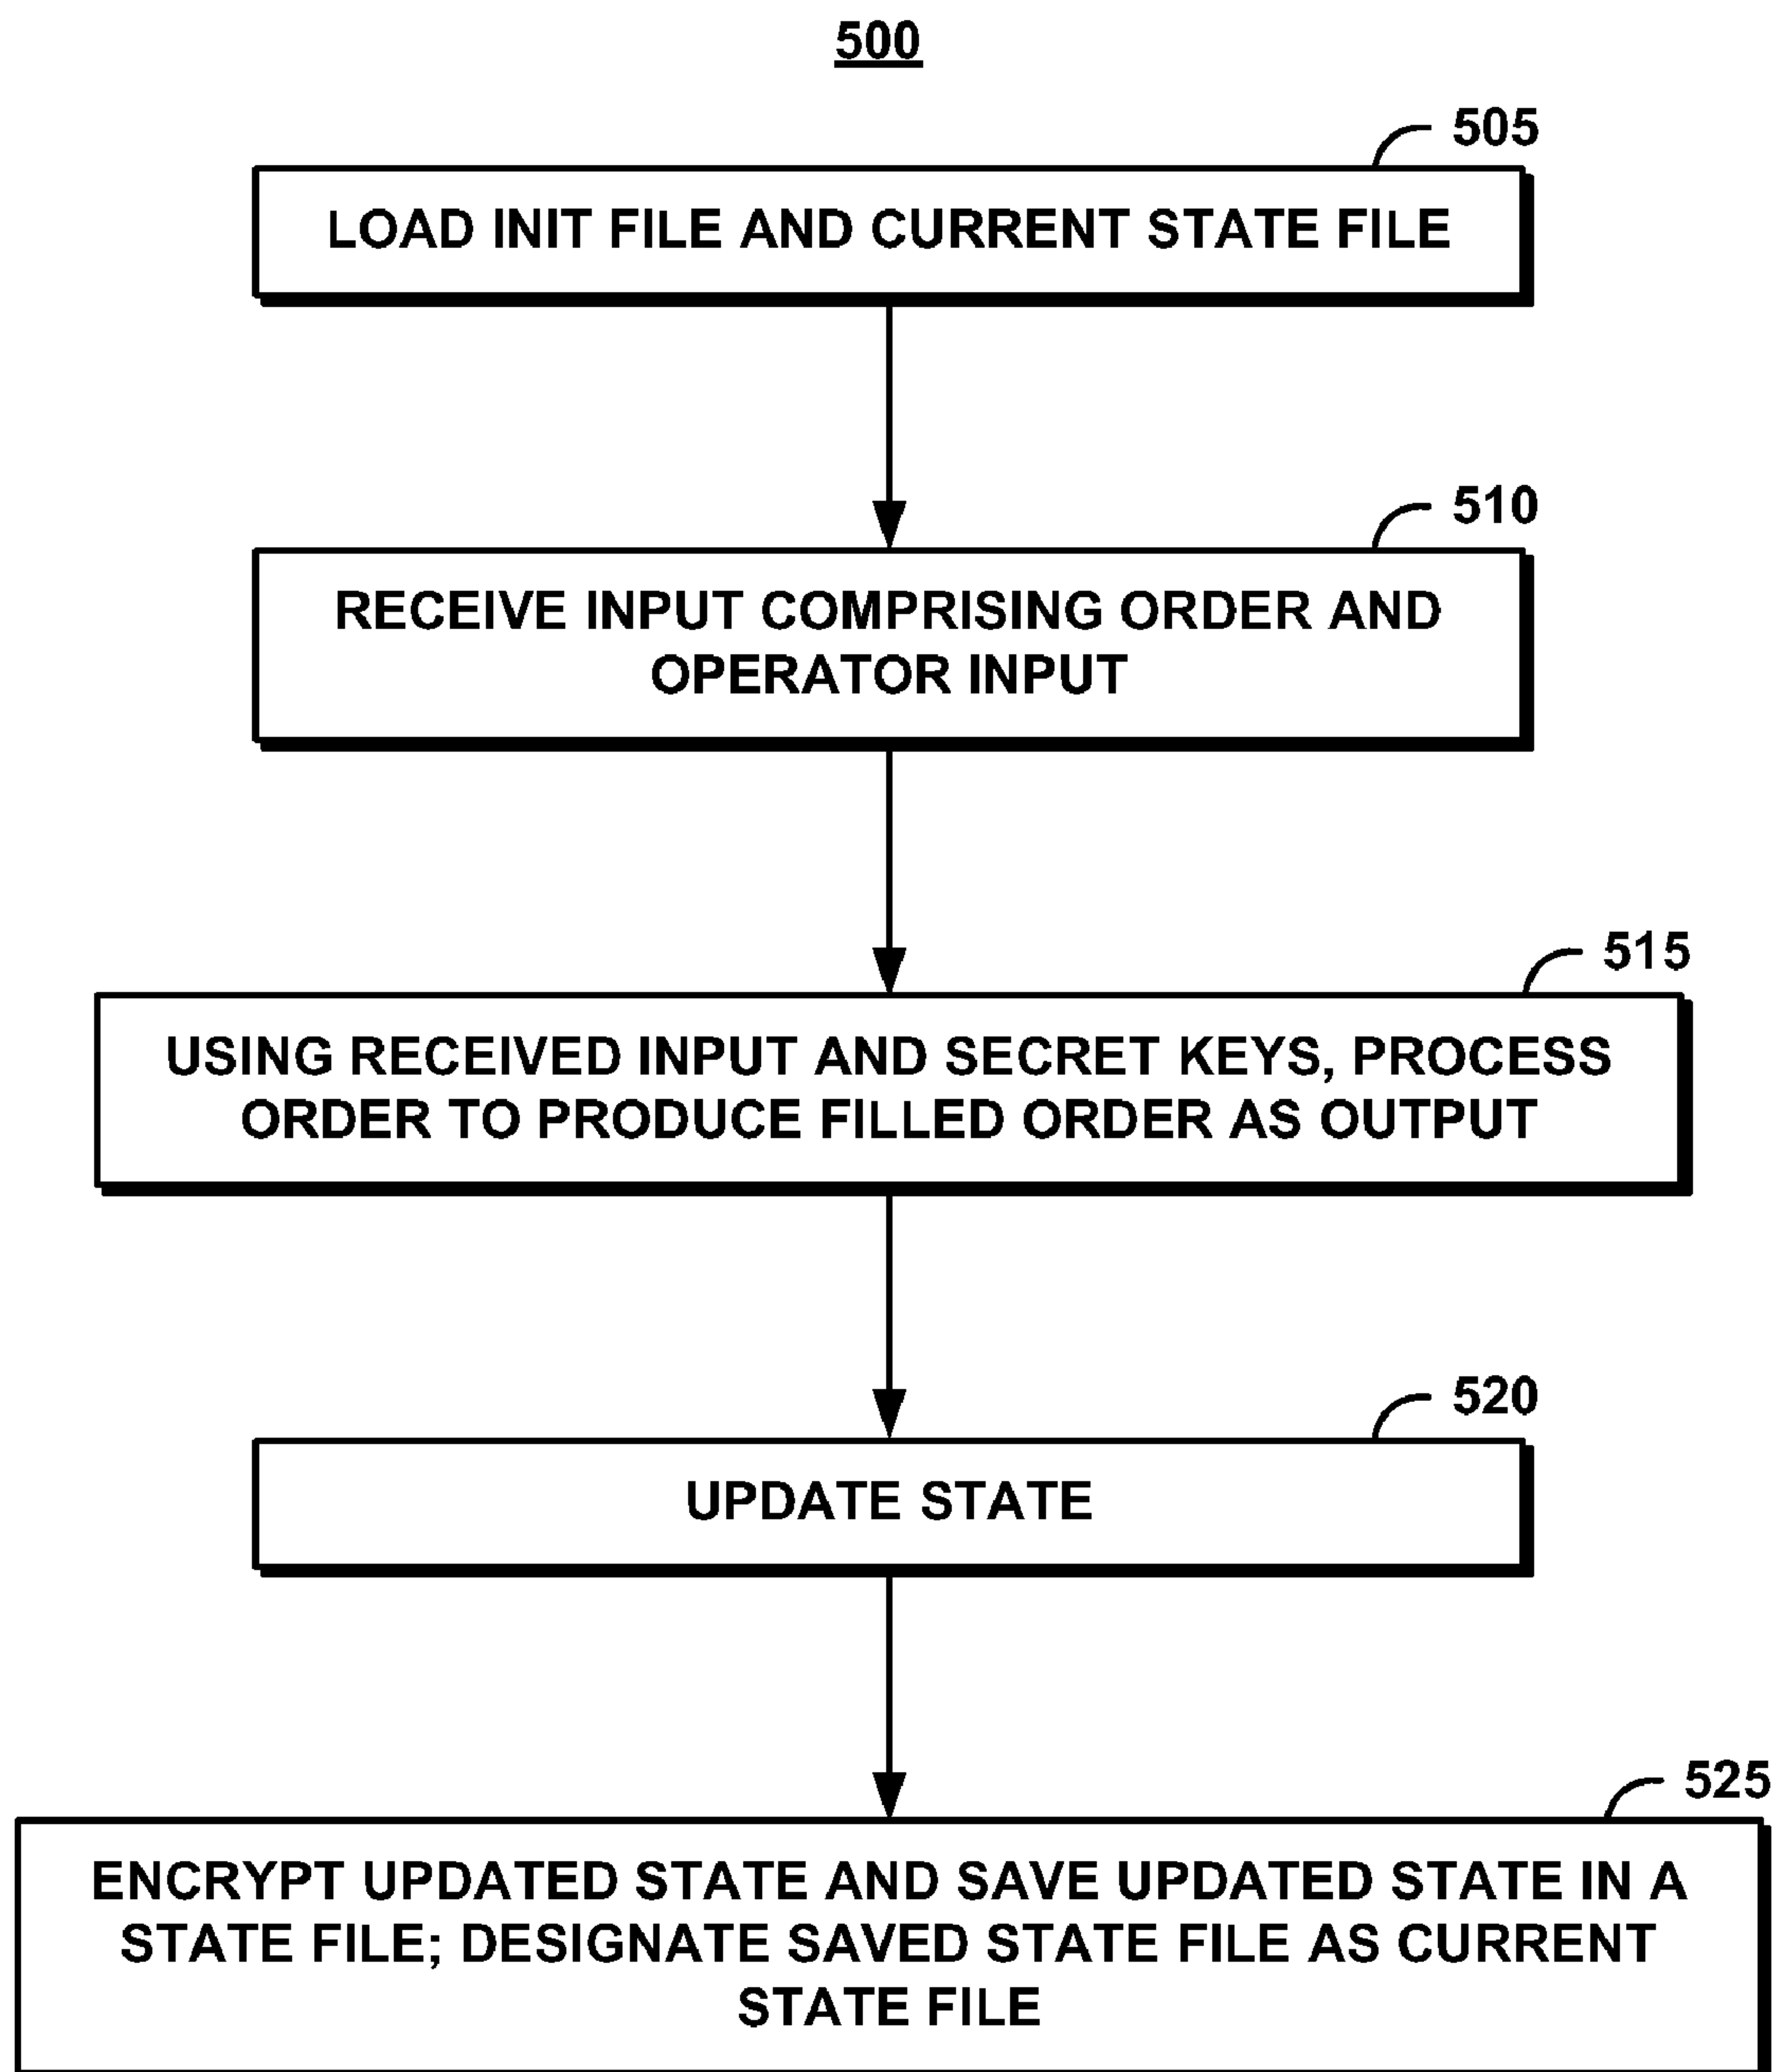 500
505
LOAD INIT FILE AND CURRENT STATE FILE
510
RECEIVE INPUT COMPRISING ORDER AND
OPERATOR INPUT
515
USING RECEIVED INPUT AND SECRET KEYS, PROCESS
ORDER TO PRODUCE FILLED ORDER AS OUTPUT
520
UPDATE STATE
525
ENCRYPT UPDATED STATE AND SAVE UPDATED STATE IN A
STATE FILE; DESIGNATE SAVED STATE FILE AS CURRENT
STATE FILE